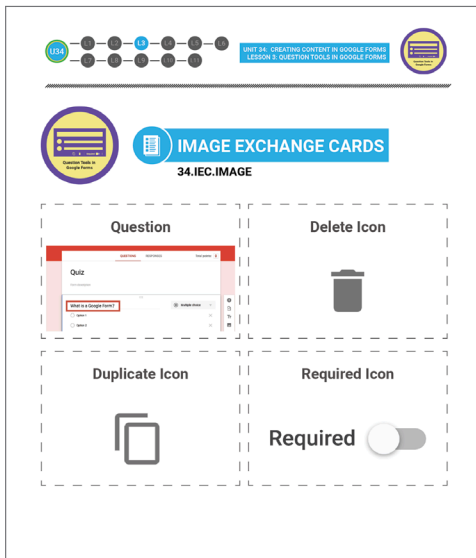 U34
L1
L2
L3
L4
L5
L6
L7
L8
L9
L10
L11
UNIT 34: CREATING CONTENT IN GOOGLE FORMS
LESSON 3: QUESTION TOOLS IN GOOGLE FORMS
Question Tools in
Google Forms
Question Tools in
Google Forms
IMAGE EXCHANGE CARDS
34.IEC.IMAGE
Question
QUESTIONS
RESPONSES
Quiz
What is a Google Form?
Multiple choice
Option 1
Option 2
Delete Icon
Duplicate Icon
Required Icon
Required